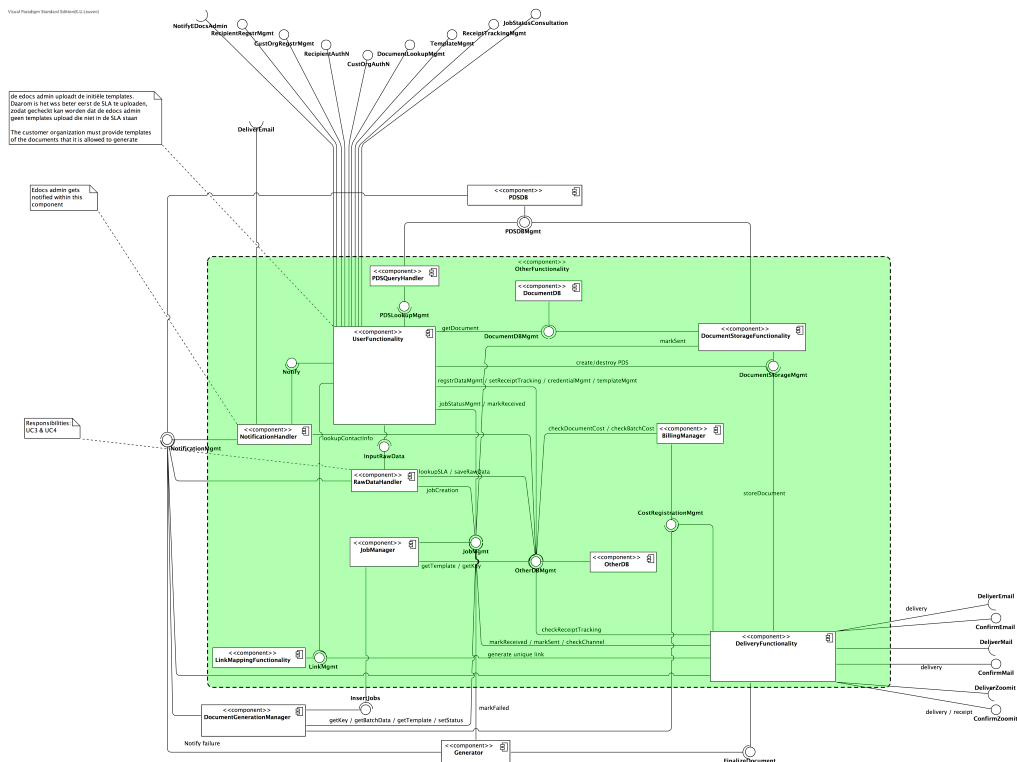 Visual Paradigm Standard Edition(K.U.Leuven)
JobStatusConsultation
NotifyEDocsAdmin
RecipientRegstrMgmt
ReceiptTrackingMgmt
CustOrgRegstrMgmt
TemplateMgmt
RecipientAuthN
DocumentLookupMgmt
CustOrgAuthN
de edocs admin uploadt de initiële templates.
Daarom is het wss beter eerst de SLA te uploaden,
zodat gecheckt kan worden dat de edocs admin
geen templates upload die niet in de SLA staan
The customer organization must provide templates
of the documents that it is allowed to generate
DeliverEmail
Edocs admin gets
notified within this
component
<<component>>
PDSDB
PDSDBMgmt
<<component>>
OtherFunctionality
<<component>>
PDSQueryHandler
<<component>>
DocumentDB
PDSLookupMgmt
<<component>>
UserFunctionality
getDocument
DocumentDBMgmt
<<component>>
DocumentStorageFunctionality
markSent
create/destroy PDS
Notify
DocumentStorageMgmt
regstrDataMgmt / setReceiptTracking / credentialMgmt / templateMgmt
jobStatusMgmt / markReceived
Responsibilities:
UC3 & UC4
<<component>>
NotificationHandler
lookupContactInfo
checkDocumentCost / checkBatchCost
<<component>>
BillingManager
NotificationMgmt
InputRawData
<<component>>
RawDataHandler
lookupSLA / saveRawData
jobCreation
storeDocument
CostRegistrationMgmt
<<component>>
JobManager
JobMgmt
getTemplate / getKey
OtherDBMgmt
<<component>>
OtherDB
DeliverEmail
delivery
ConfirmEmail
checkReceiptTracking
<<component>>
DeliveryFunctionality
markReceived / markSent / checkChannel
DeliverMail
<<component>>
LinkMappingFunctionality
generate unique link
LinkMgmt
delivery
ConfirmMail
DeliverZoomit
InsertJobs
<<component>>
DocumentGenerationManager
markFailed
delivery / receipt
ConfirmZoomit
getKey / getBatchData / getTemplate / setStatus
Notify failure
<<component>>
Generator
FinalizeDocument